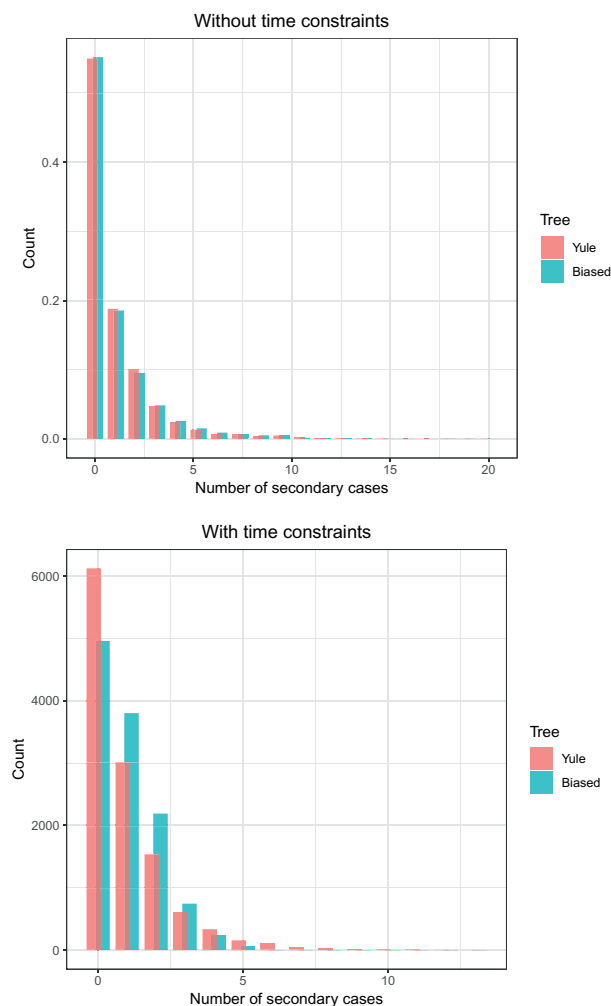 Without time constraints
0.4
0.2
0.0
Count
0
5
10
15
20
Number of secondary cases
Tree
Yule
Biased
With time constraints
6000
4000
2000
0
Count
0
5
10
Number of secondary cases
Tree
Yule
Biased